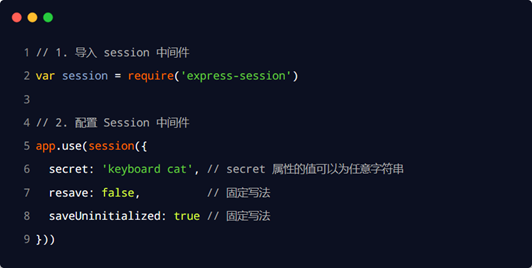 1 // 1. 导入 session 中间件
2 var session = require('express-session')
3
4 // 2. 配置 Session 中间件
5 app.use(session({
6   secret: 'keyboard cat', // secret 属性的值可以为任意字符串
7   resave: false,          // 固定写法
8   saveUninitialized: true // 固定写法
9 }))